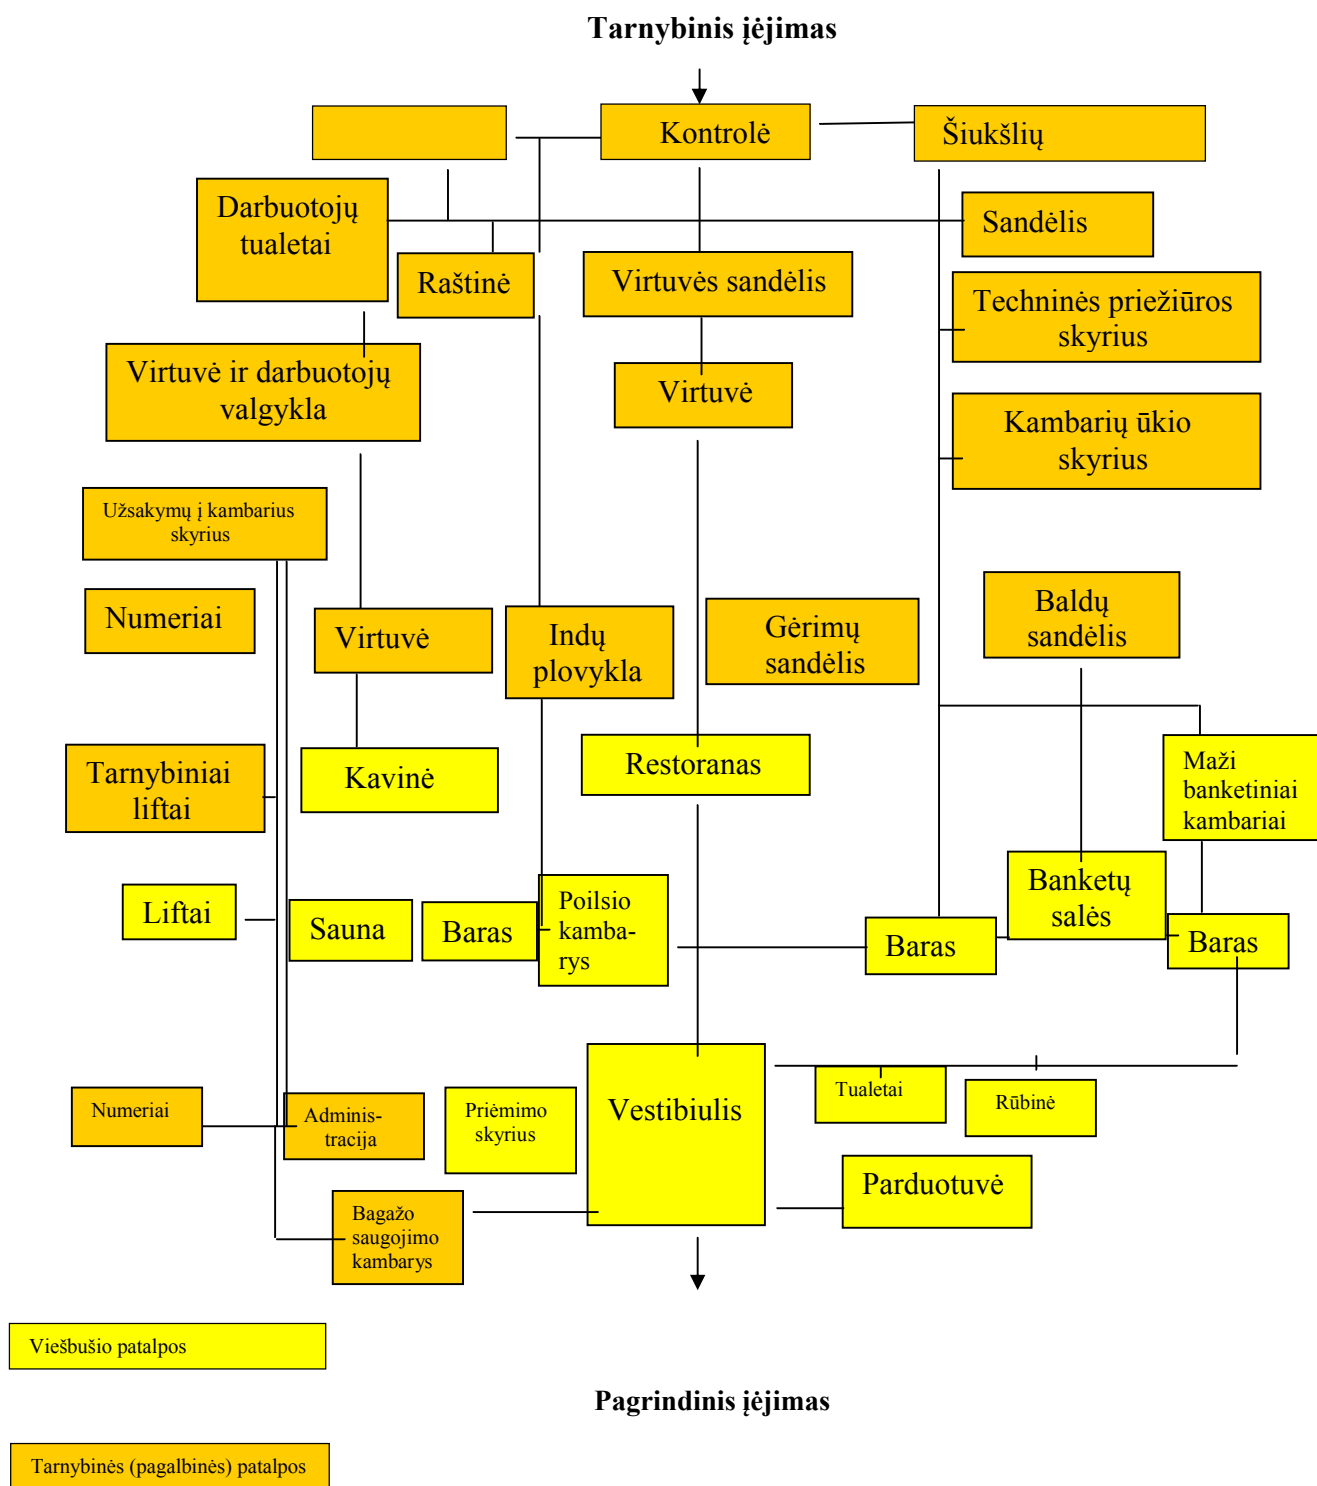 Tarnybinis įėjimas
Kontrolė
Šiukšlių
Darbuotojų
tualetai
Sandėlis
Raštinė
Virtuvės sandėlis
Techninės priežiūros
skyrius
Virtuvė ir darbuotojų
valgykla
Virtuvė
Kambarių ūkio
skyrius
Užsakymų į kambarius
skyrius
Numeriai
Virtuvė
Indų
plovykla
Gėrimų
sandėlis
Baldų
sandėlis
Tarnybiniai
liftai
Kavinė
Restoranas
Maži
banketiniai
kambariai
Liftai
Sauna
Baras
Poilsio
kamba-
rys
Baras
Banketų
salės
Baras
Numeriai
Adminis-
tracija
Priėmimo
skyrius
Vestibiulis
Tualetai
Rūbinė
Parduotuvė
Bagažo
saugojimo
kambarys
Viešbušio patalpos
Pagrindinis įėjimas
Tarnybinės (pagalbinės) patalpos